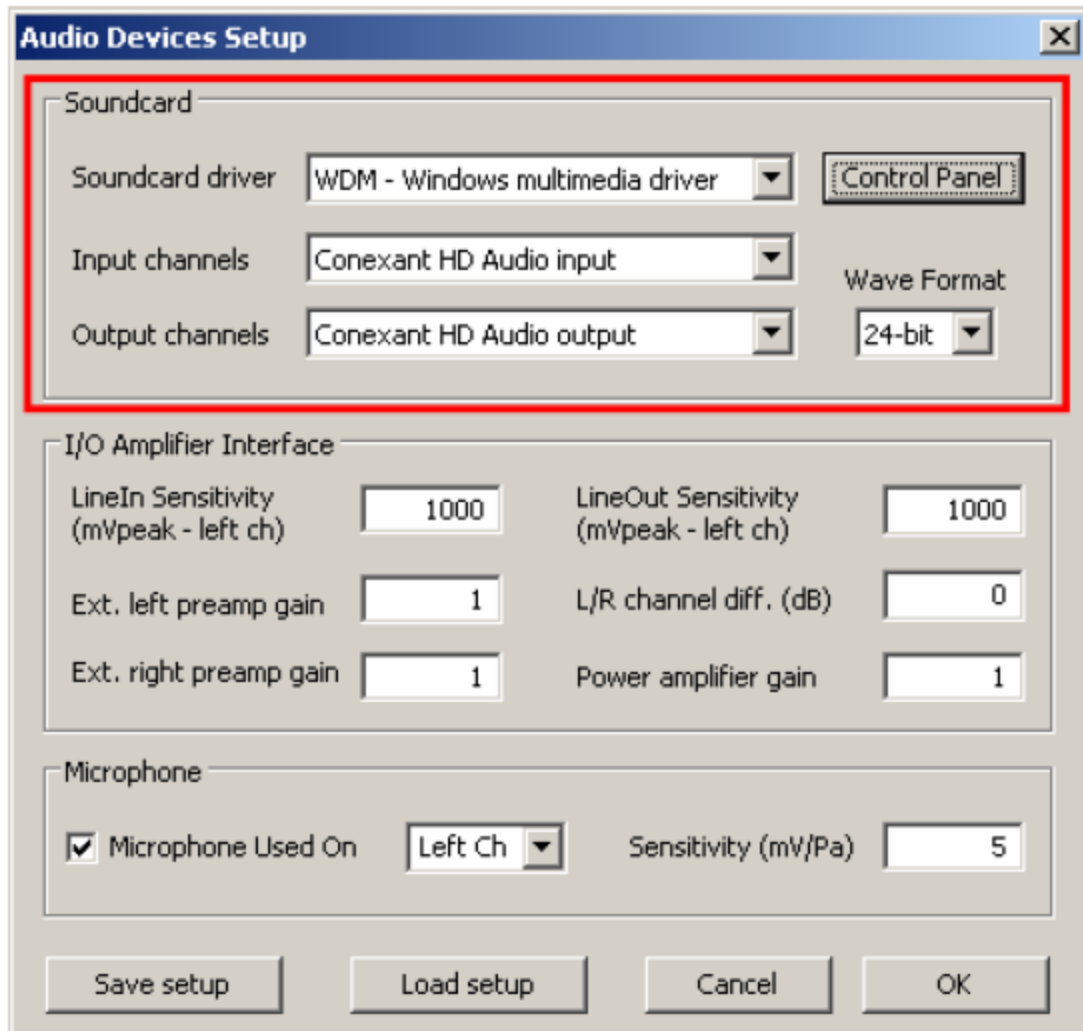 Audio Devices Setup
Soundcard
Soundcard driver WDM - Windows multimedia driver Control Panel
Input channels Conexant HD Audio input
Wave Format
Output channels Conexant HD Audio output 24-bit
I/O Amplifier Interface
LineIn Sensitivity
(mVpeak - left ch) 1000
LineOut Sensitivity
(mVpeak - left ch) 1000
Ext. left preamp gain 1 L/R channel diff. (dB) 0
Ext. right preamp gain 1 Power amplifier gain 1
Microphone
Microphone Used On Left Ch Sensitivity (mV/Pa) 5
Save setup Load setup Cancel OK